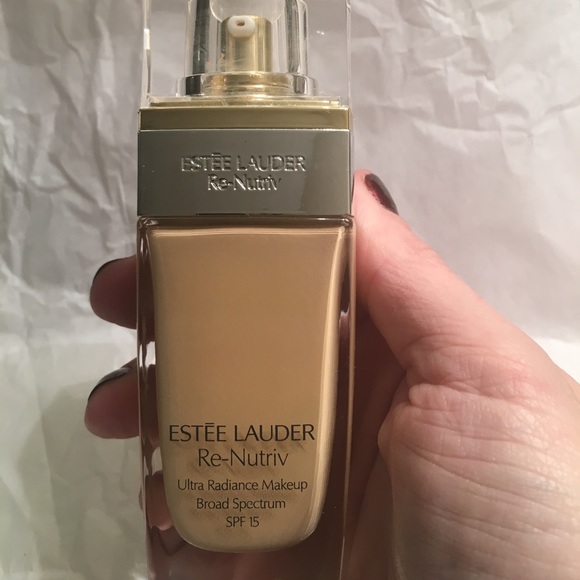 ESTĒE LAUDER
Re-Nutriv
ESTĒE LAUDER
Re-Nutriv
Ultra Radiance Makeup
Broad Spectrum
SPF 15